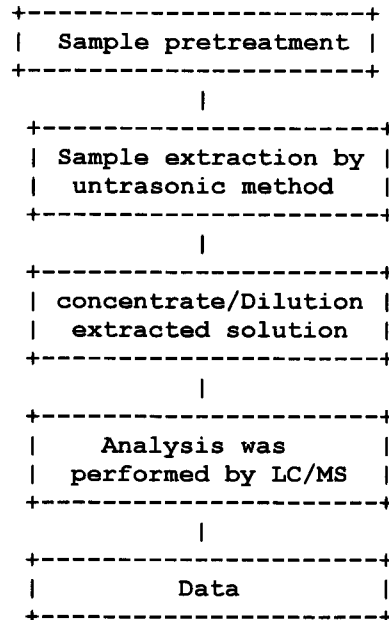 Sample pretreatment
Sample extraction by
untrasonic method
concentrate/Dilution
extracted solution
Analysis was
performed by LC/MS
Data